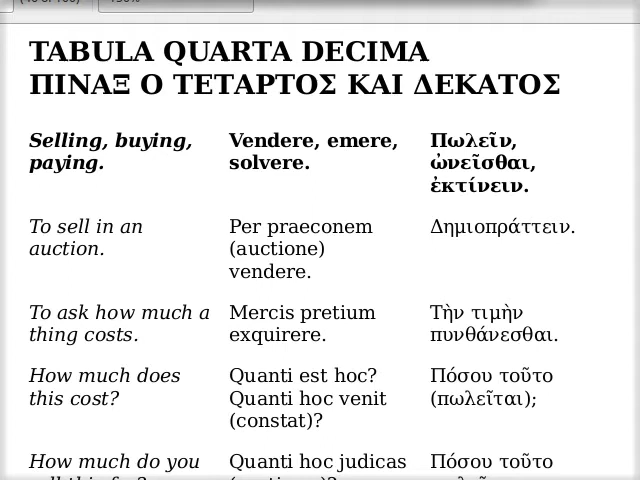 TABULA QUARTA DECIMA
ΠΙΝΑΞ Ο ΤΕΤΑΡΤΟΣ ΚΑΙ ΔΕΚΑΤΟΣ
Selling, buying,
paying.
Vendere, emere,
solvere.
Πωλεῖν,
ὠνεῖσθαι,
ἐκτίνειν.
To sell in an
auction.
Per praeconem
(auctione)
vendere.
Δημιοπράττειν.
To ask how much a
thing costs.
Mercis pretium
exquirere.
Τὴν τιμὴν
πυνθάνεσθαι.
How much does
this cost?
Quanti est hoc?
Quanti hoc venit
(constat)?
Πόσου τοῦτο
(πωλεῖται);
How much do you
Quanti hoc judicas
Πόσου τοῦτο